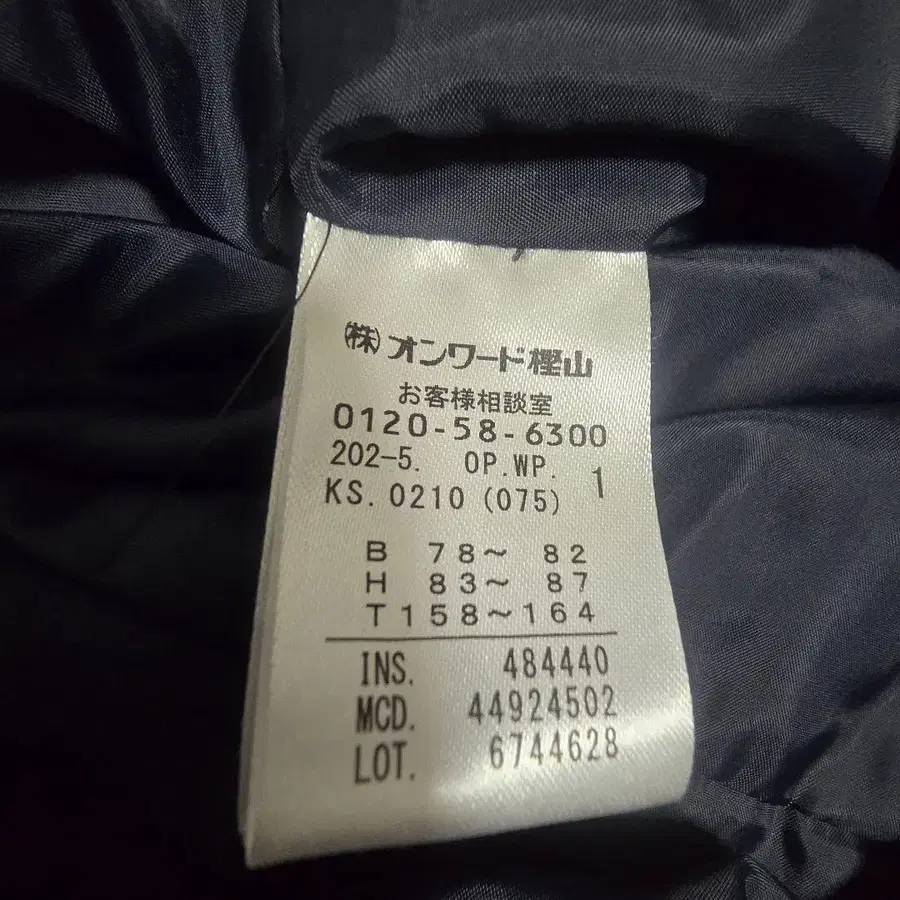 ㈱オンワード樫山
お客様相談室
0120-58-6300
202-5. OP.WP. 1
KS.0210(075)
B 78～ 82
H 83～ 87
T158～164
INS. 484440
MCD. 44924502
LOT. 6744628